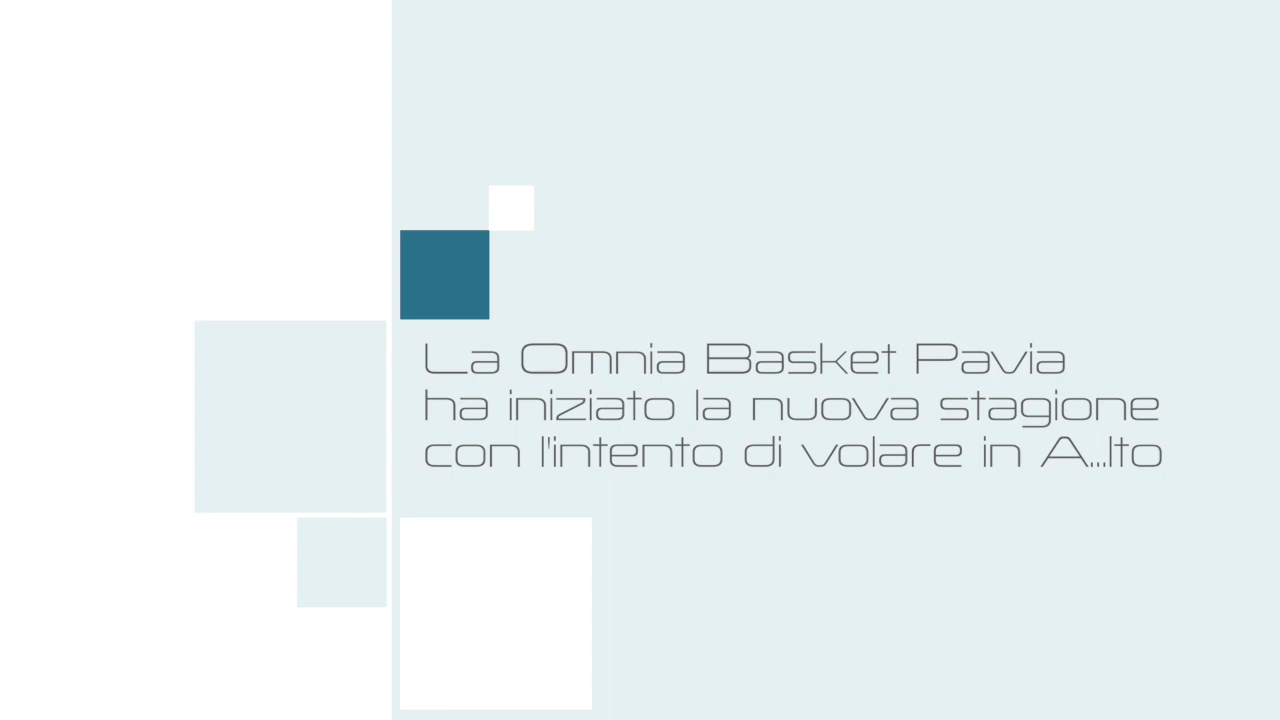 La Omnia Basket Pavia
ha iniziato la nuova stagione
con l'intento di volare in A...lto